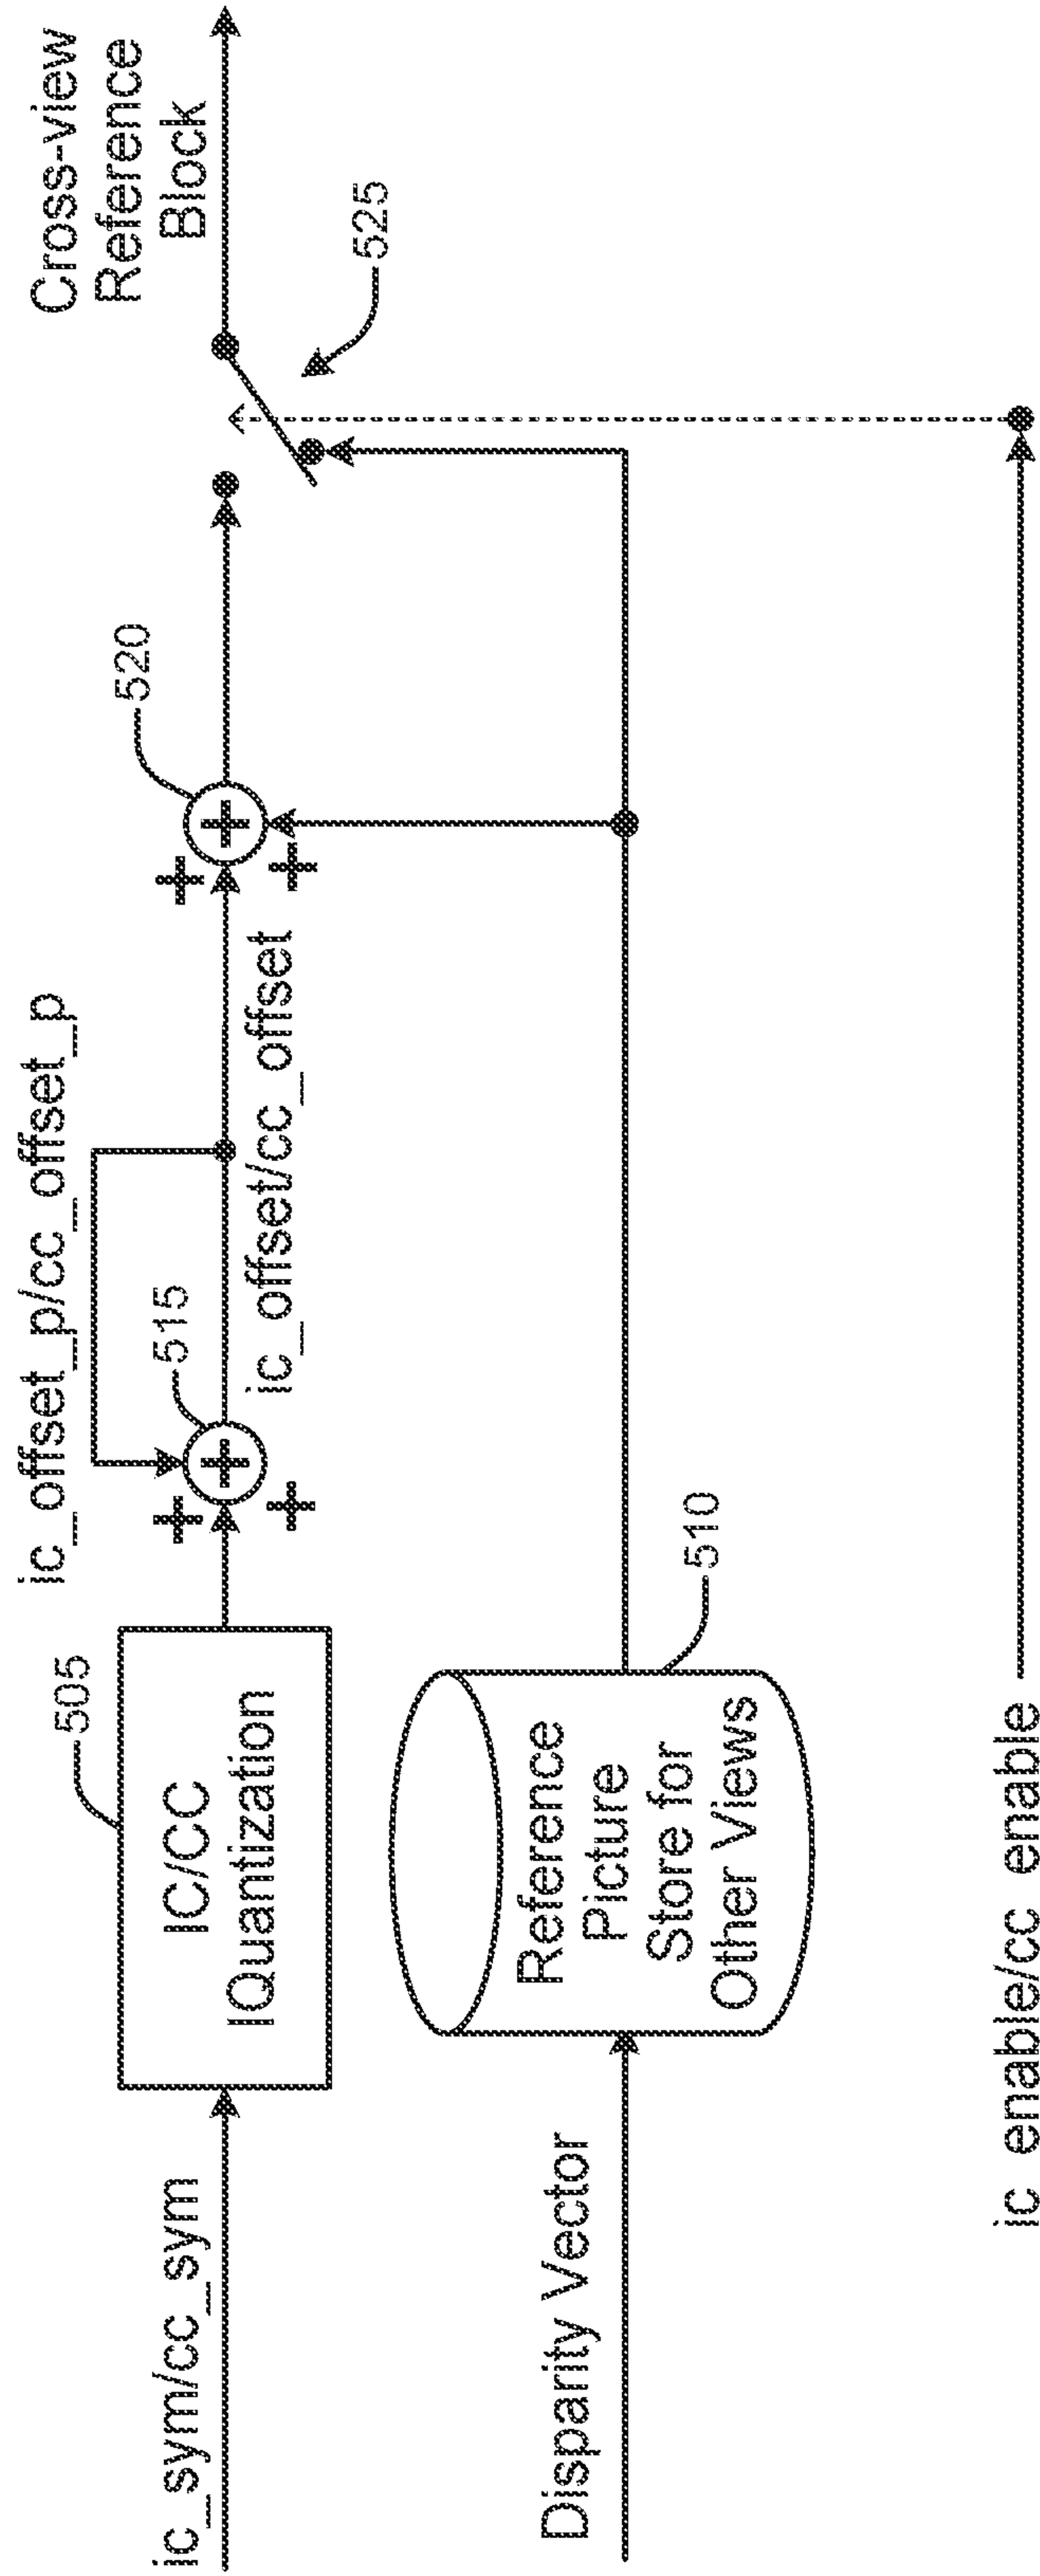 ic_offset_p/cc_offset_p
Cross-view
Reference
Block
505
515
520
ic_sym/cc_sym
IC/CC
IQuantization
ic_offset/cc_offset
525
Disparity Vector
Reference
Picture
Store for
Other Views
510
ic enable/cc enable